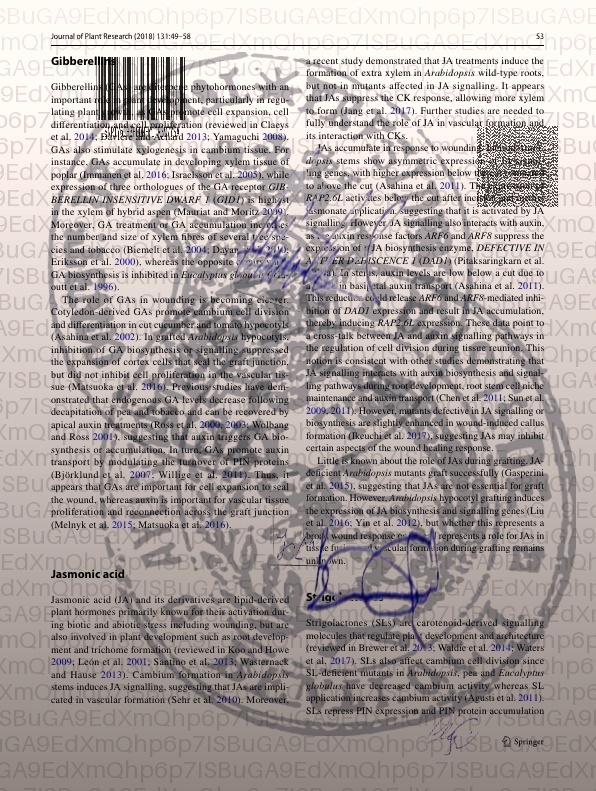 Journal of Plant Research (2018) 131:49–58
53
Gibberellins
Gibberellins (GAs) are diterpene phytohormones with an
important role in plant development, particularly in regu-
lating plant GAs promote cell expansion, cell
differentiation and cell proliferation (reviewed in Claeys
et al. 2014; Davière and Achard 2013; Yamaguchi 2008).
GAs also stimulate xylogenesis in cambium tissue. For
instance, GAs accumulate in developing xylem tissue of
poplar (Immanen et al. 2016; Israelsson et al. 2005), while
expression of three orthologues of the GA receptor GIB-
BERELLIN INSENSITIVE DWARF 1 (GID1) is highest
in the xylem of hybrid aspen (Mauriat and Moritz 2009).
Moreover, GA treatment or GA accumulation increases
the number and size of xylem fibres of several tree spe-
cies and tobacco (Biemelt et al. 2004; Dayan et al. 2010;
Eriksson et al. 2000), whereas the opposite
GA biosynthesis is inhibited in Eucalyptus globulus
outt et al. 1996).
The role of GAs in wounding is becoming clearer.
Cotyledon-derived GAs promote cambium cell division
and differentiation in cut cucumber and tomato hypocotyls
(Asahina et al. 2002). In grafted Arabidopsis hypocotyls,
inhibition of GA biosynthesis or signalling suppressed
the expansion of cortex cells that seal the graft junction,
but did not inhibit cell proliferation in the vascular tis-
sue (Matsuoka et al. 2016). Previous studies have dem-
onstrated that endogenous GA levels decrease following
decapitation of pea and tobacco and can be recovered by
apical auxin treatments (Ross et al. 2000, 2003; Wolbang
and Ross 2001), suggesting that auxin triggers GA bio-
synthesis or accumulation. In turn, GAs promote auxin
transport by modulating the turnover of PIN proteins
(Björklund et al. 2007; Willige et al. 2011). Thus, it
appears that GAs are important for cell expansion to seal
the wound, whereas auxin is important for vascular tissue
proliferation and reconnection across the graft junction
(Melnyk et al. 2015; Matsuoka et al. 2016).
Jasmonic acid
Jasmonic acid (JA) and its derivatives are lipid-derived
plant hormones primarily known for their activation dur-
ing biotic and abiotic stress including wounding, but are
also involved in plant development such as root develop-
ment and trichome formation (reviewed in Koo and Howe
2009; León et al. 2001; Santino et al. 2013; Wasternack
and Hause 2013). Cambium formation in Arabidopsis
stems induces JA signalling, suggesting that JAs are impli-
cated in vascular formation (Sehr et al. 2010). Moreover,
a recent study demonstrated that JA treatments induce the
formation of extra xylem in Arabidopsis wild-type roots,
but not in mutants affected in JA signalling. It appears
that JAs repress the CK response, allowing more xylem
to form (Jang et al. 2017). Further studies are needed to
fully understand the role of JA in vascular formation and
its interaction with CKs.
JAs accumulate in response to wounding.
dopsis stems show asymmetric expression of
ling genes, with higher expression below the
to above the cut (Asahina et al. 2011). The
RAP2.6L activates below the cut after incision
jasmonate application, suggesting that it is activated by JA
signalling. However, JA signalling also interacts with auxin,
as auxin response factors ARF6 and ARF8 suppress the
expression of JA biosynthesis enzyme, DEFECTIVE IN
ANTHER DEHISCENCE 1 (DAD1) (Pitaksaringkarn et al.
In stems, auxin levels are low below a cut due to
in basipetal auxin transport (Asahina et al. 2011).
This reduction could release ARF6 and ARF8-mediated inhi-
bition of DAD1 expression and result in JA accumulation,
thereby inducing RAP2.6L expression. These data point to
a cross-talk between JA and auxin signalling pathways in
the regulation of cell division during tissue reunion. This
notion is consistent with other studies demonstrating that
JA signalling interacts with auxin biosynthesis and signal-
ling pathways during root development, root stem cell niche
maintenance and auxin transport (Chen et al. 2011; Sun et al.
2009, 2011). However, mutants defective in JA signalling or
biosynthesis are slightly enhanced in wound-induced callus
formation (Ikeuchi et al. 2017), suggesting JAs may inhibit
certain aspects of the wound healing response.
Little is known about the role of JAs during grafting. JA-
deficient Arabidopsis mutants graft successfully (Gasperini
et al. 2015), suggesting that JAs are not essential for graft
formation. However, Arabidopsis hypocotyl grafting induces
the expression of JA biosynthesis and signalling genes (Liu
et al. 2016; Yin et al. 2012), but whether this represents a
broad wound response or represents a role for JAs in
tissue vascular formation during grafting remains
unknown.
Strigolactones (SLs) are carotenoid-derived signalling
molecules that regulate plant development and architecture
(reviewed in Brewer et al. 2013; Waldie et al. 2014; Waters
et al. 2017). SLs also affect cambium cell division since
SL-deficient mutants in Arabidopsis, pea and Eucalyptus
globulus have decreased cambium activity whereas SL
application increases cambium activity (Agusti et al. 2011).
SLs repress PIN expression and PIN protein accumulation
Springer